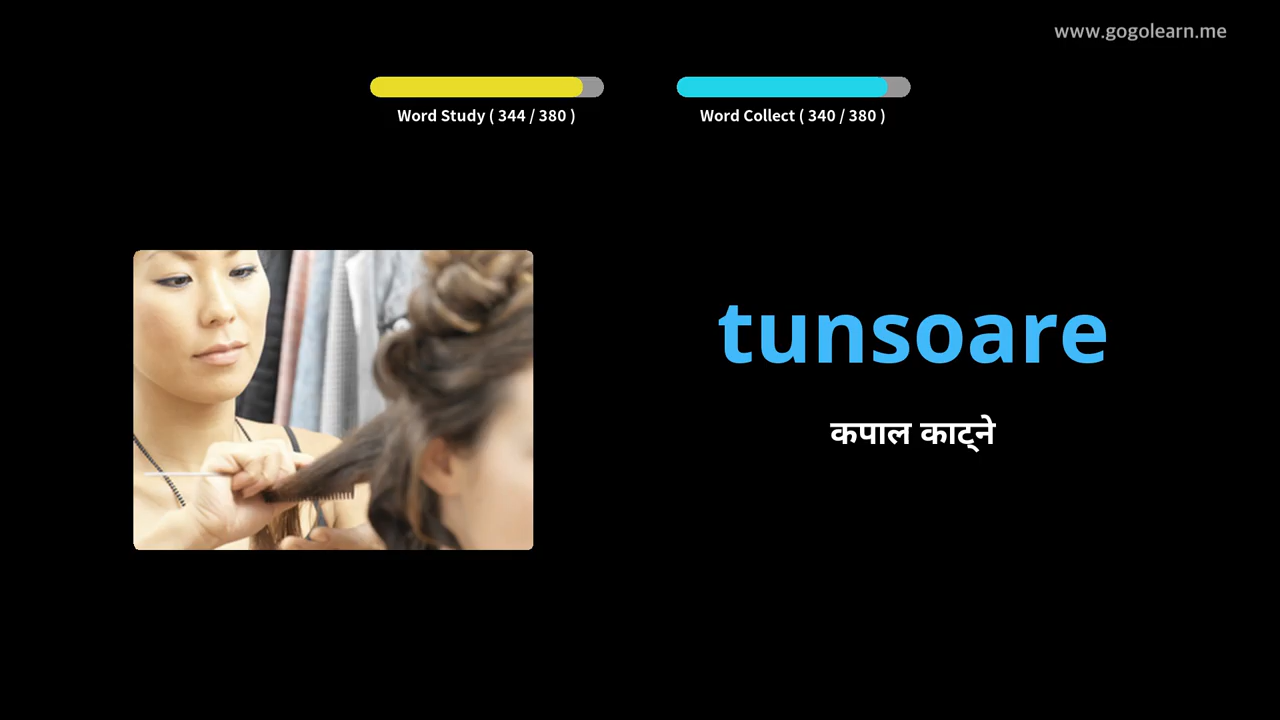 www.gogolearn.me
Word Study ( 344 / 380 )
Word Collect ( 340 / 380 )
tunsoare
कपाल काट्ने